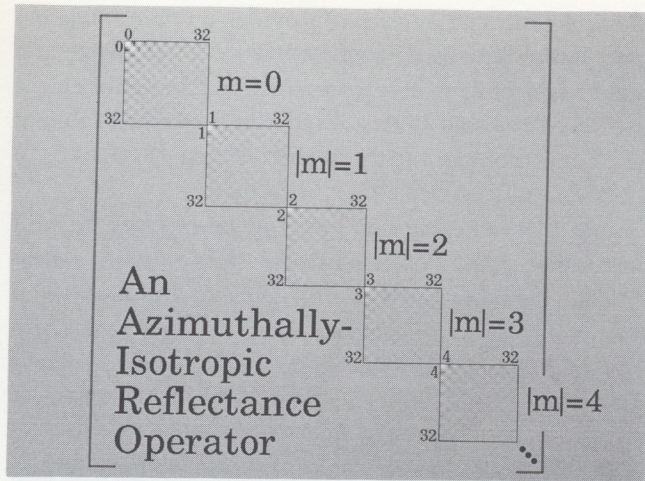 0 32
0
m=0
32 1
1 32
|m|=1
32 2
2 32
|m|=2
An 32 3
3 32
Azimuthally- |m|=3
Isotropic 32 4
4 32
Reflectance |m|=4
Operator 32